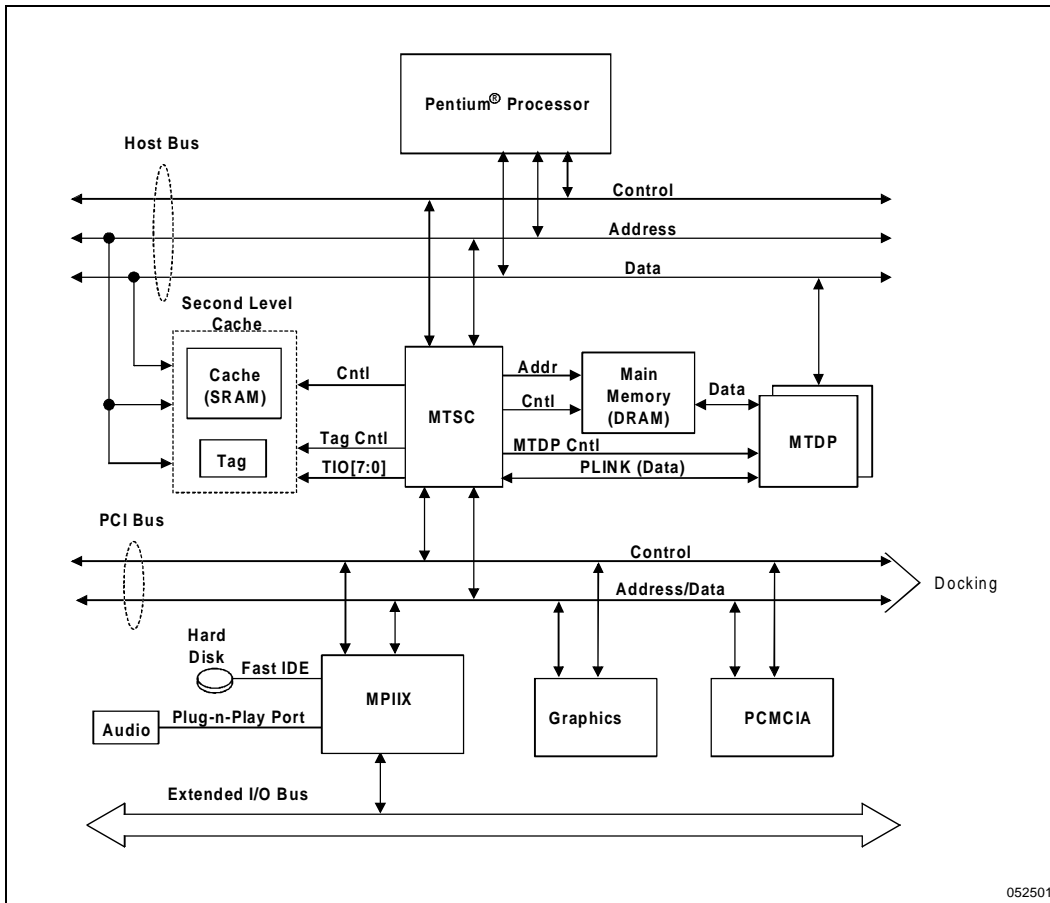 Pentium® Processor
Host Bus
Control
Address
Data
Second Level
Cache
Cache
(SRAM)
Tag
Cntl
Tag Cntl
TIO[7:0]
MTSC
Addr
Cntl
Main
Memory
(DRAM)
Data
MTDP Cntl
PLINK (Data)
MTDP
PCI Bus
Control
Address/Data
Docking
Hard
Disk
Fast IDE
Audio
Plug-n-Play Port
MPIIX
Graphics
PCMCIA
Extended I/O Bus
052501